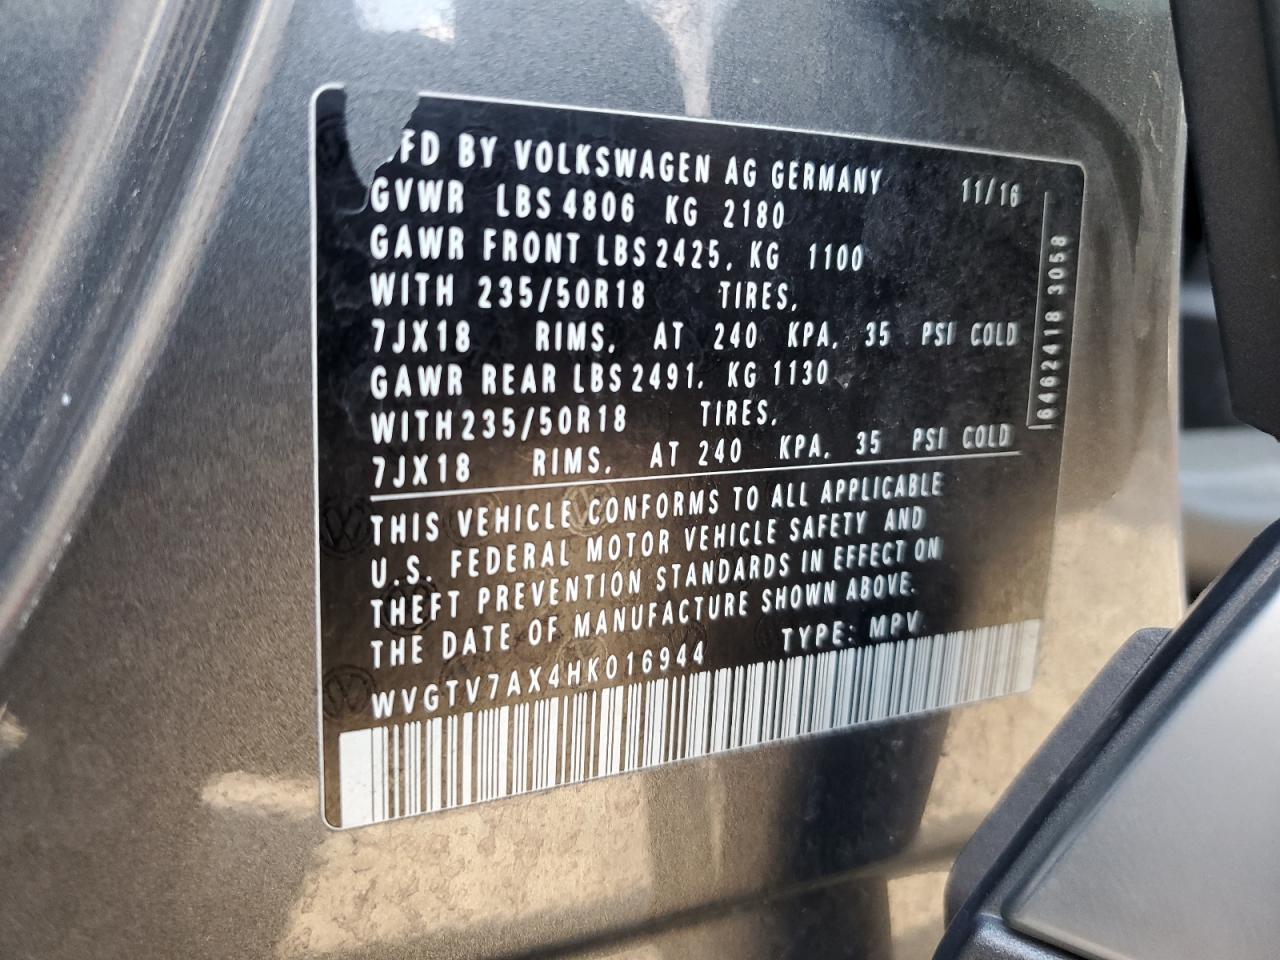 MFD BY VOLKSWAGEN AG GERMANY 11/16
GVWR LBS 4806 KG 2180
GAWR FRONT LBS 2425, KG 1100
WITH 235/50R18 TIRES,
7JX18 RIMS, AT 240 KPA, 35 PSI COLD
GAWR REAR LBS 2491, KG 1130
WITH 235/50R18 TIRES,
7JX18 RIMS, AT 240 KPA, 35 PSI COLD
THIS VEHICLE CONFORMS TO ALL APPLICABLE
U.S. FEDERAL MOTOR VEHICLE SAFETY AND
THEFT PREVENTION STANDARDS IN EFFECT ON
THE DATE OF MANUFACTURE SHOWN ABOVE.
WVGTV7AX4HK016944 TYPE: MPV
6462418 3058